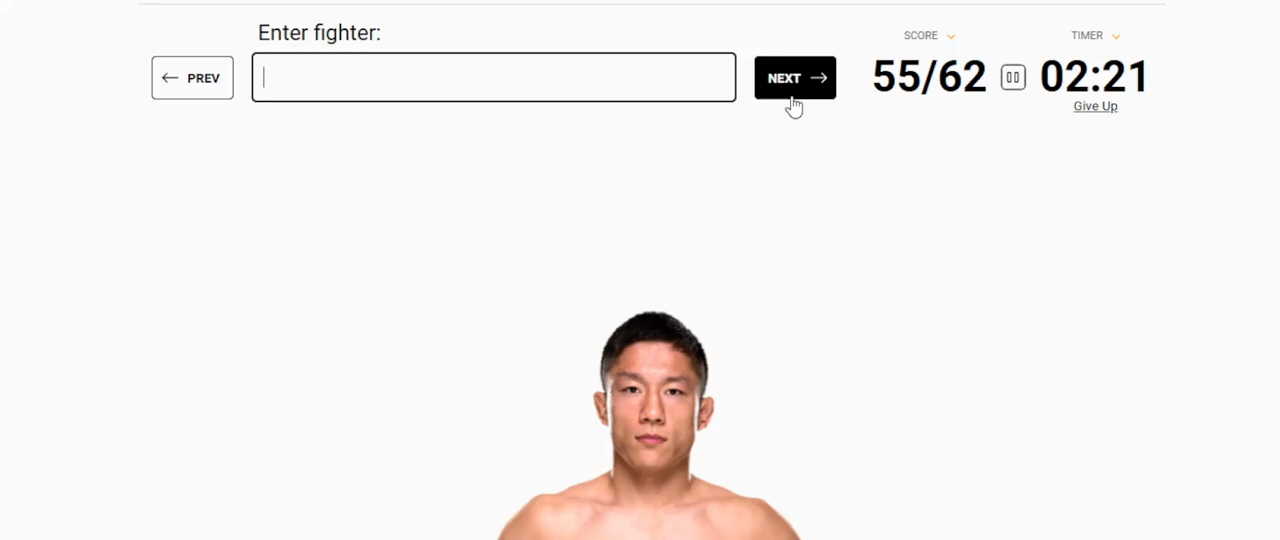 Enter fighter:
SCORE
TIMER
← PREV
NEXT →
55/62
02:21
Give Up